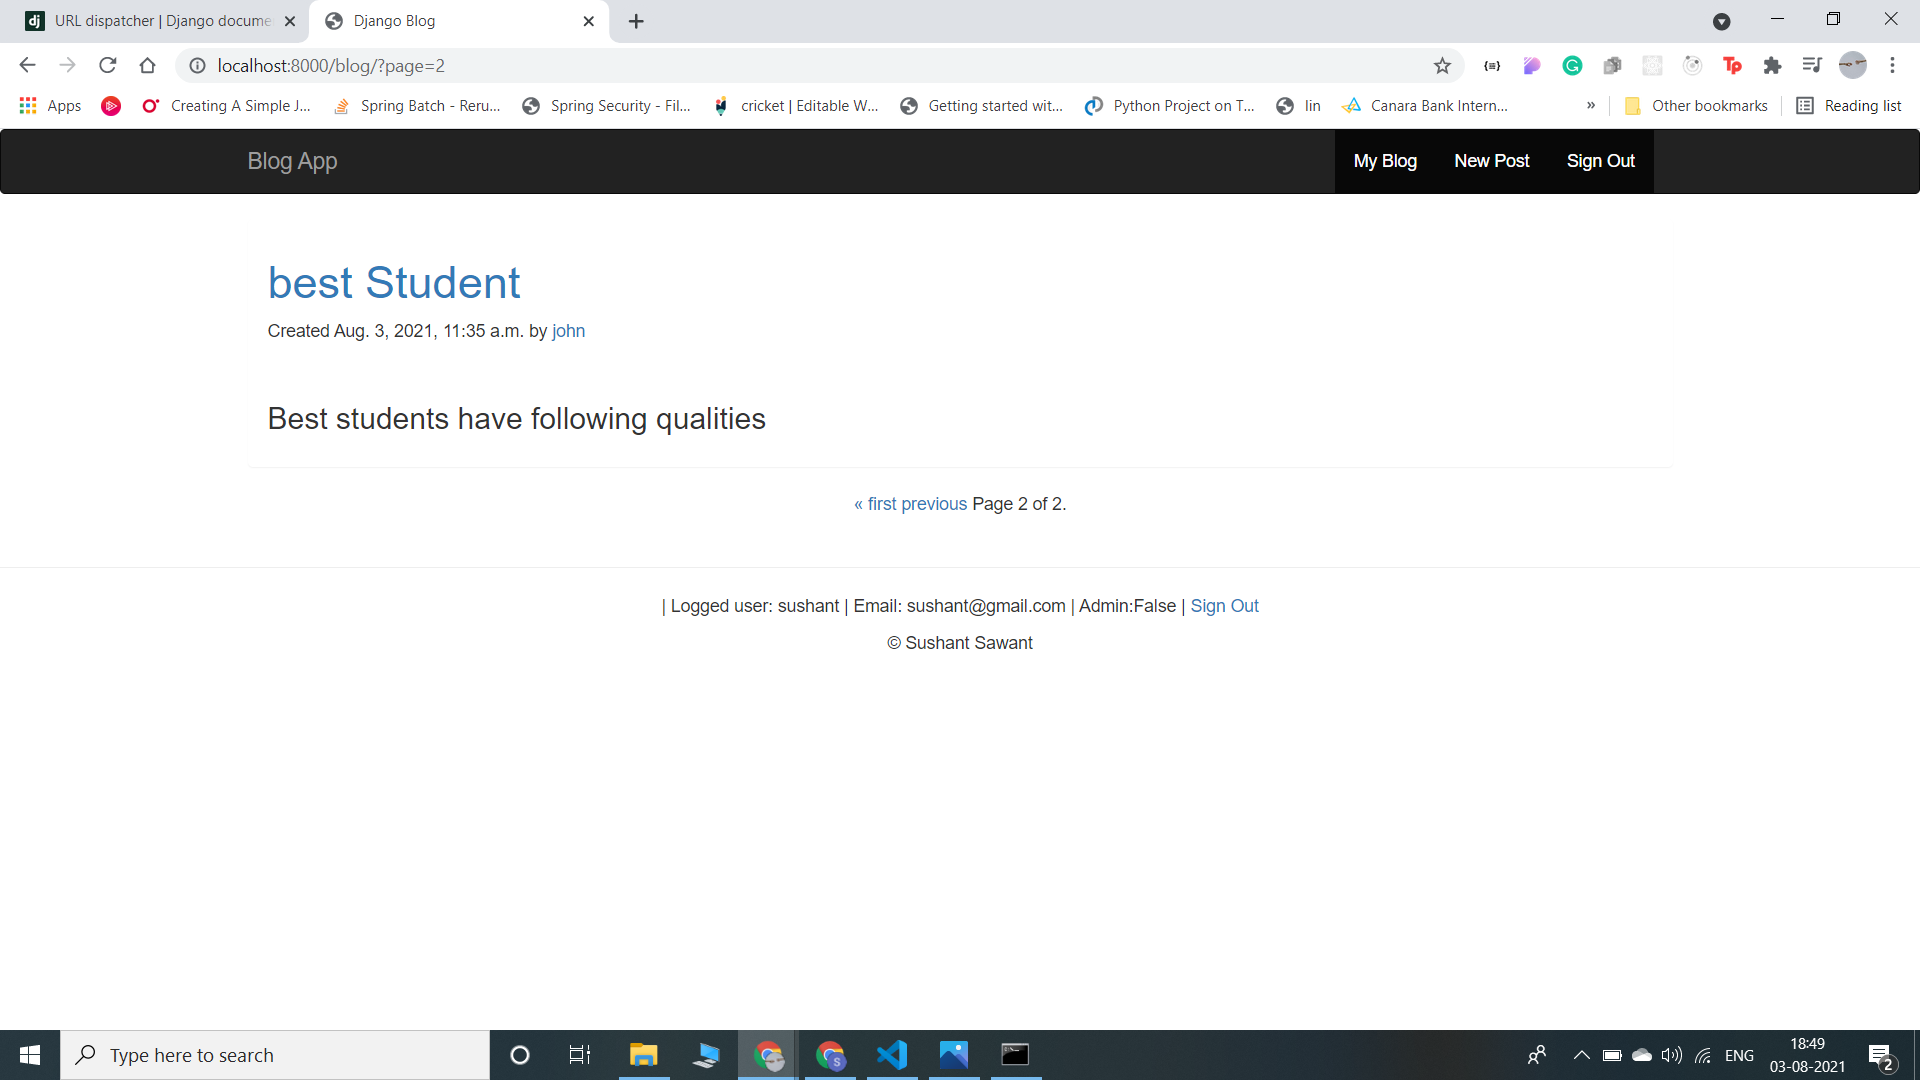 URL dispatcher | Django docume
Django Blog
localhost:8000/blog/?page=2
Apps
Creating A Simple J...
Spring Batch - Reru...
Spring Security - Fil...
cricket | Editable W...
Getting started wit...
Python Project on T...
lin
Canara Bank Intern...
»
Other bookmarks
Reading list
Blog App
My Blog
New Post
Sign Out
best Student
Created Aug. 3, 2021, 11:35 a.m. by john
Best students have following qualities
« first previous Page 2 of 2.
| Logged user: sushant | Email: sushant@gmail.com | Admin:False | Sign Out
© Sushant Sawant
Type here to search
ENG
18:49
03-08-2021
2